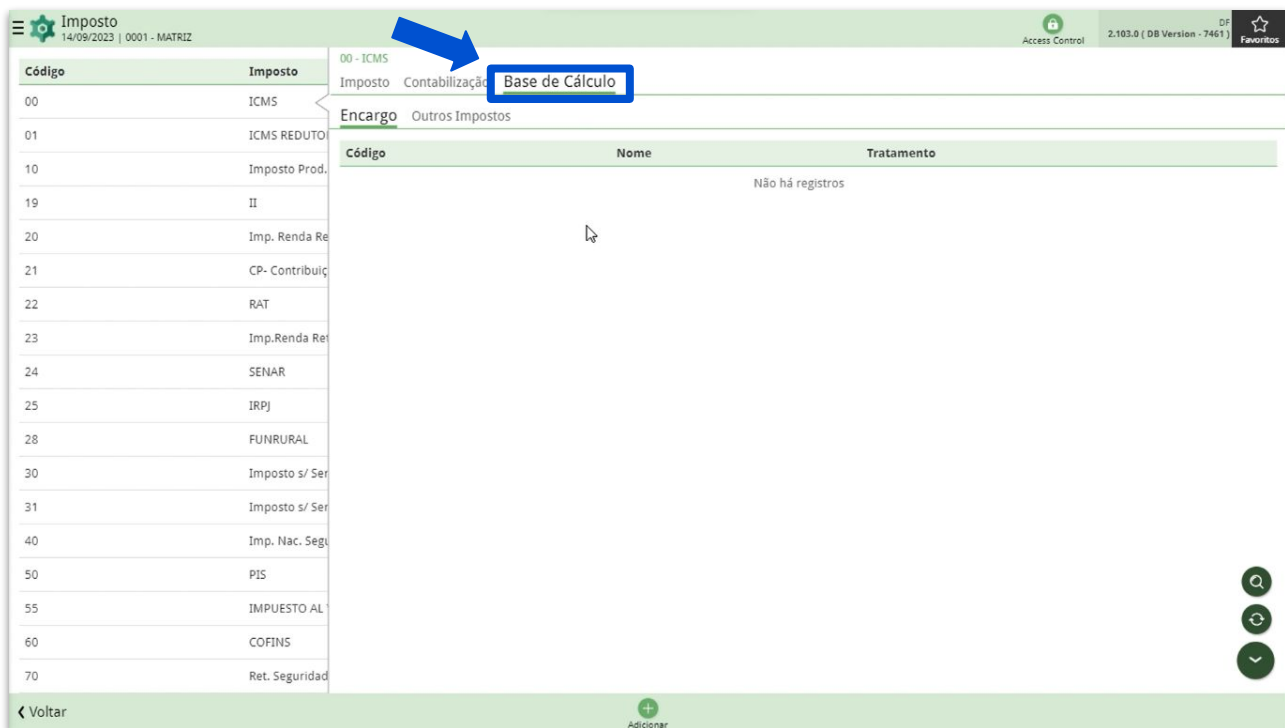 Imposto
14/09/2023 | 0001 - MATRIZ
Access Control
DF
2.103.0 ( DB Version - 7461 )
Favoritos
Código Imposto
00 ICMS
01 ICMS REDUTO
10 Imposto Prod.
19 II
20 Imp. Renda Re
21 CP- Contribuiç
22 RAT
23 Imp.Renda Ret
24 SENAR
25 IRPJ
28 FUNRURAL
30 Imposto s/ Ser
31 Imposto s/ Ser
40 Imp. Nac. Segu
50 PIS
55 IMPUESTO AL
60 COFINS
70 Ret. Seguridad
00 - ICMS
Imposto Contabilização Base de Cálculo
Encargo Outros Impostos
Código Nome Tratamento
Não há registros
Voltar
Adicionar